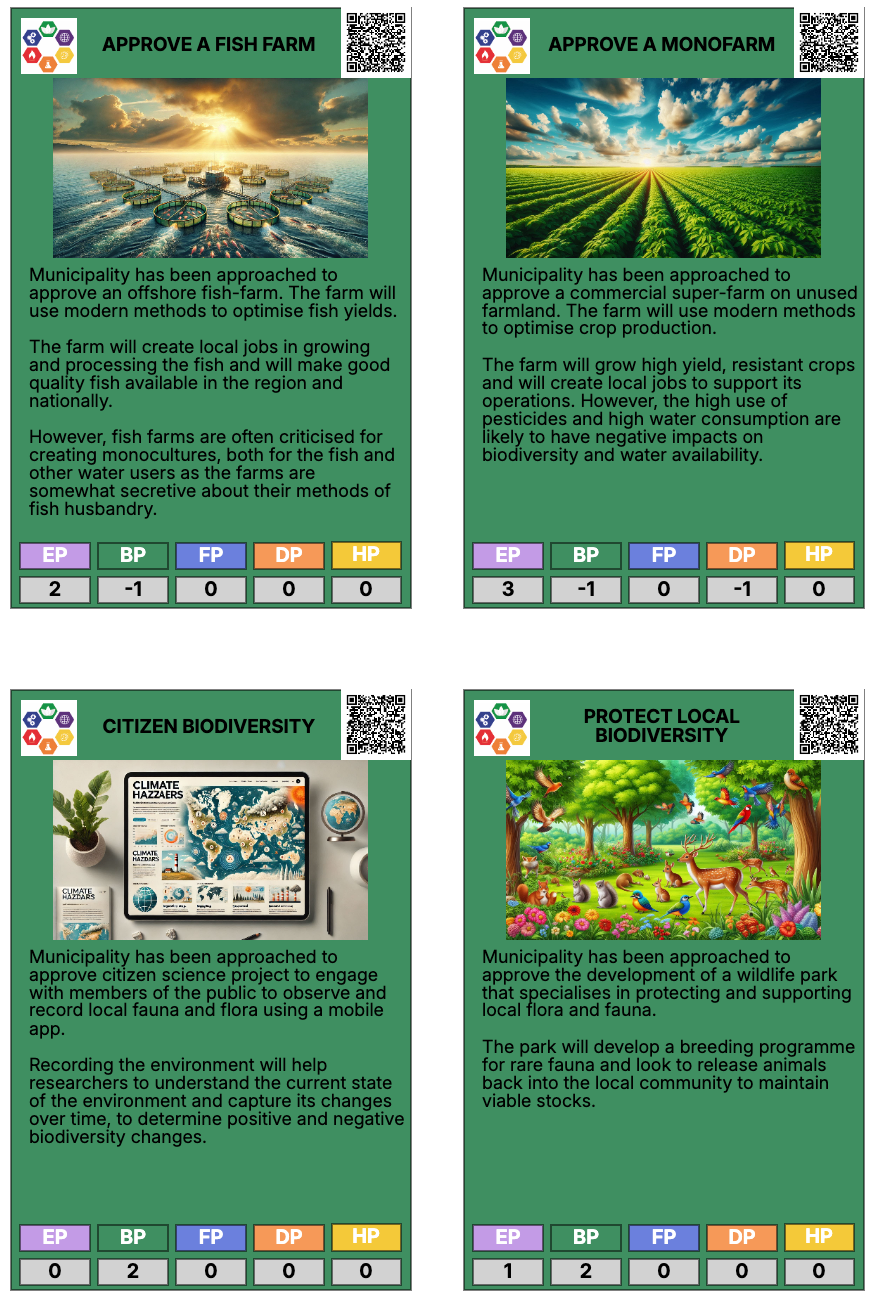 APPROVE A FISH FARM
Municipality has been approached to
approve an offshore fish-farm. The farm will
use modern methods to optimise fish yields.
The farm will create local jobs in growing
and processing the fish and will make good
quality fish available in the region and
nationally.
However, fish farms are often criticised for
creating monocultures, both for the fish and
other water users as the farms are
somewhat secretive about their methods of
fish husbandry.
EP BP FP DP HP
2 -1 0 0 0
APPROVE A MONOFARM
Municipality has been approached to
approve a commercial super-farm on unused
farmland. The farm will use modern methods
to optimise crop production.
The farm will grow high yield, resistant crops
and will create local jobs to support its
operations. However, the high use of
pesticides and high water consumption are
likely to have negative impacts on
biodiversity and water availability.
EP BP FP DP HP
3 -1 0 -1 0
CITIZEN BIODIVERSITY
CLIMATE
HAZZAERS
CLIMATE
HAZDARS
CLIMATE
HAZDARS
Municipality has been approached to
approve citizen science project to engage
with members of the public to observe and
record local fauna and flora using a mobile
app.
Recording the environment will help
researchers to understand the current state
of the environment and capture its changes
over time, to determine positive and negative
biodiversity changes.
EP BP FP DP HP
0 2 0 0 0
PROTECT LOCAL
BIODIVERSITY
Municipality has been approached to
approve the development of a wildlife park
that specialises in protecting and supporting
local flora and fauna.
The park will develop a breeding programme
for rare fauna and look to release animals
back into the local community to maintain
viable stocks.
EP BP FP DP HP
1 2 0 0 0